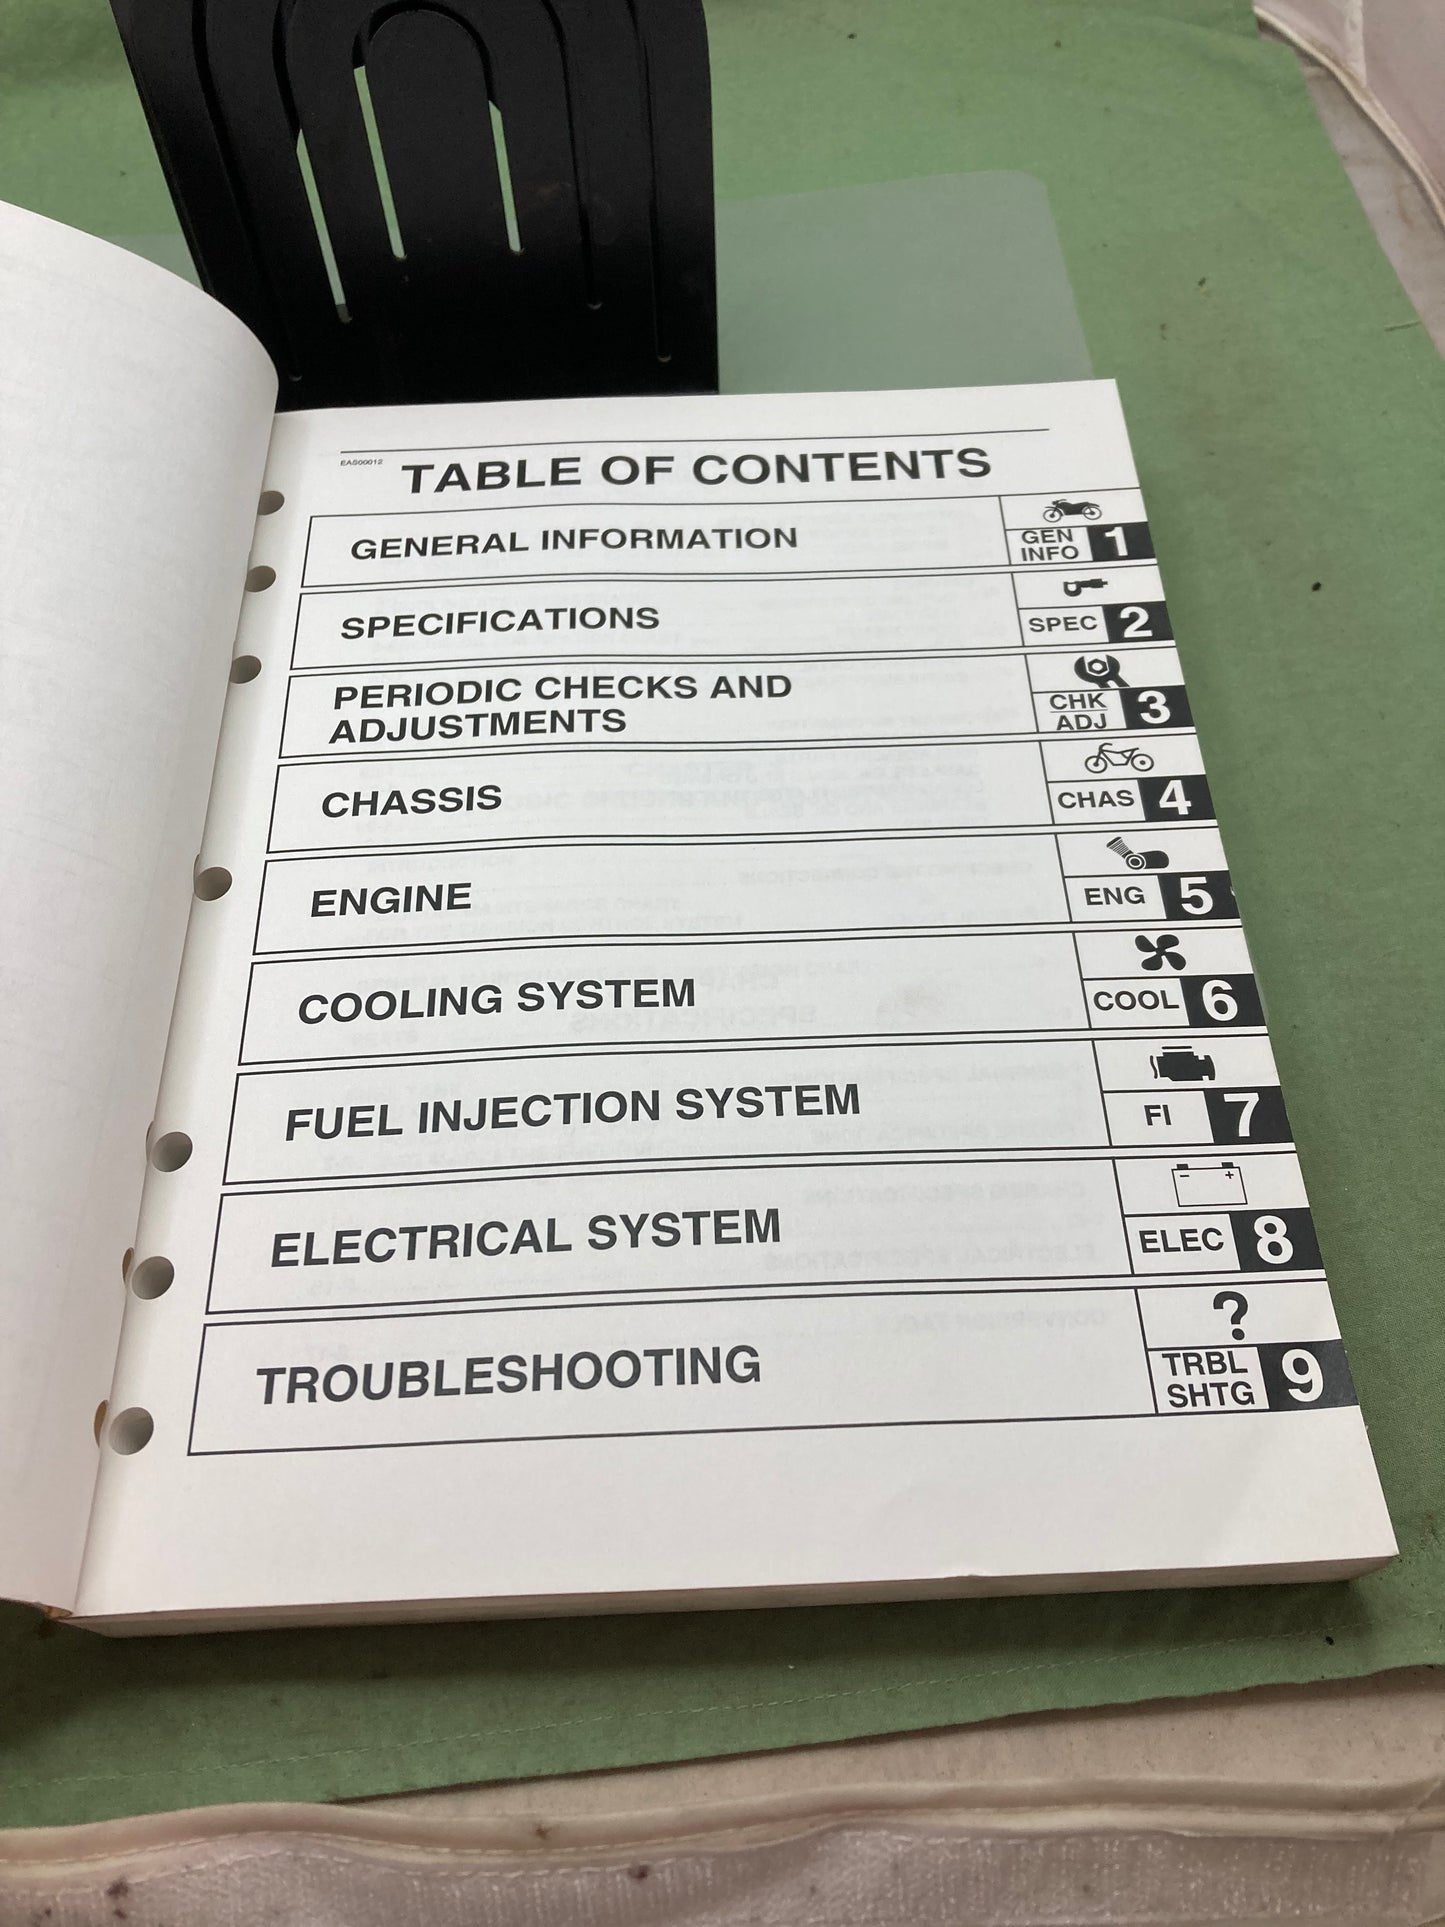 EAS00012
TABLE OF CONTENTS
GENERAL INFORMATION
GEN
INFO
1
SPECIFICATIONS
SPEC
2
PERIODIC CHECKS AND
ADJUSTMENTS
CHK
ADJ
3
CHASSIS
CHAS
4
ENGINE
ENG
5
COOLING SYSTEM
COOL
6
FUEL INJECTION SYSTEM
FI
7
ELECTRICAL SYSTEM
- +
ELEC
8
TROUBLESHOOTING
?
TRBL
SHTG
9